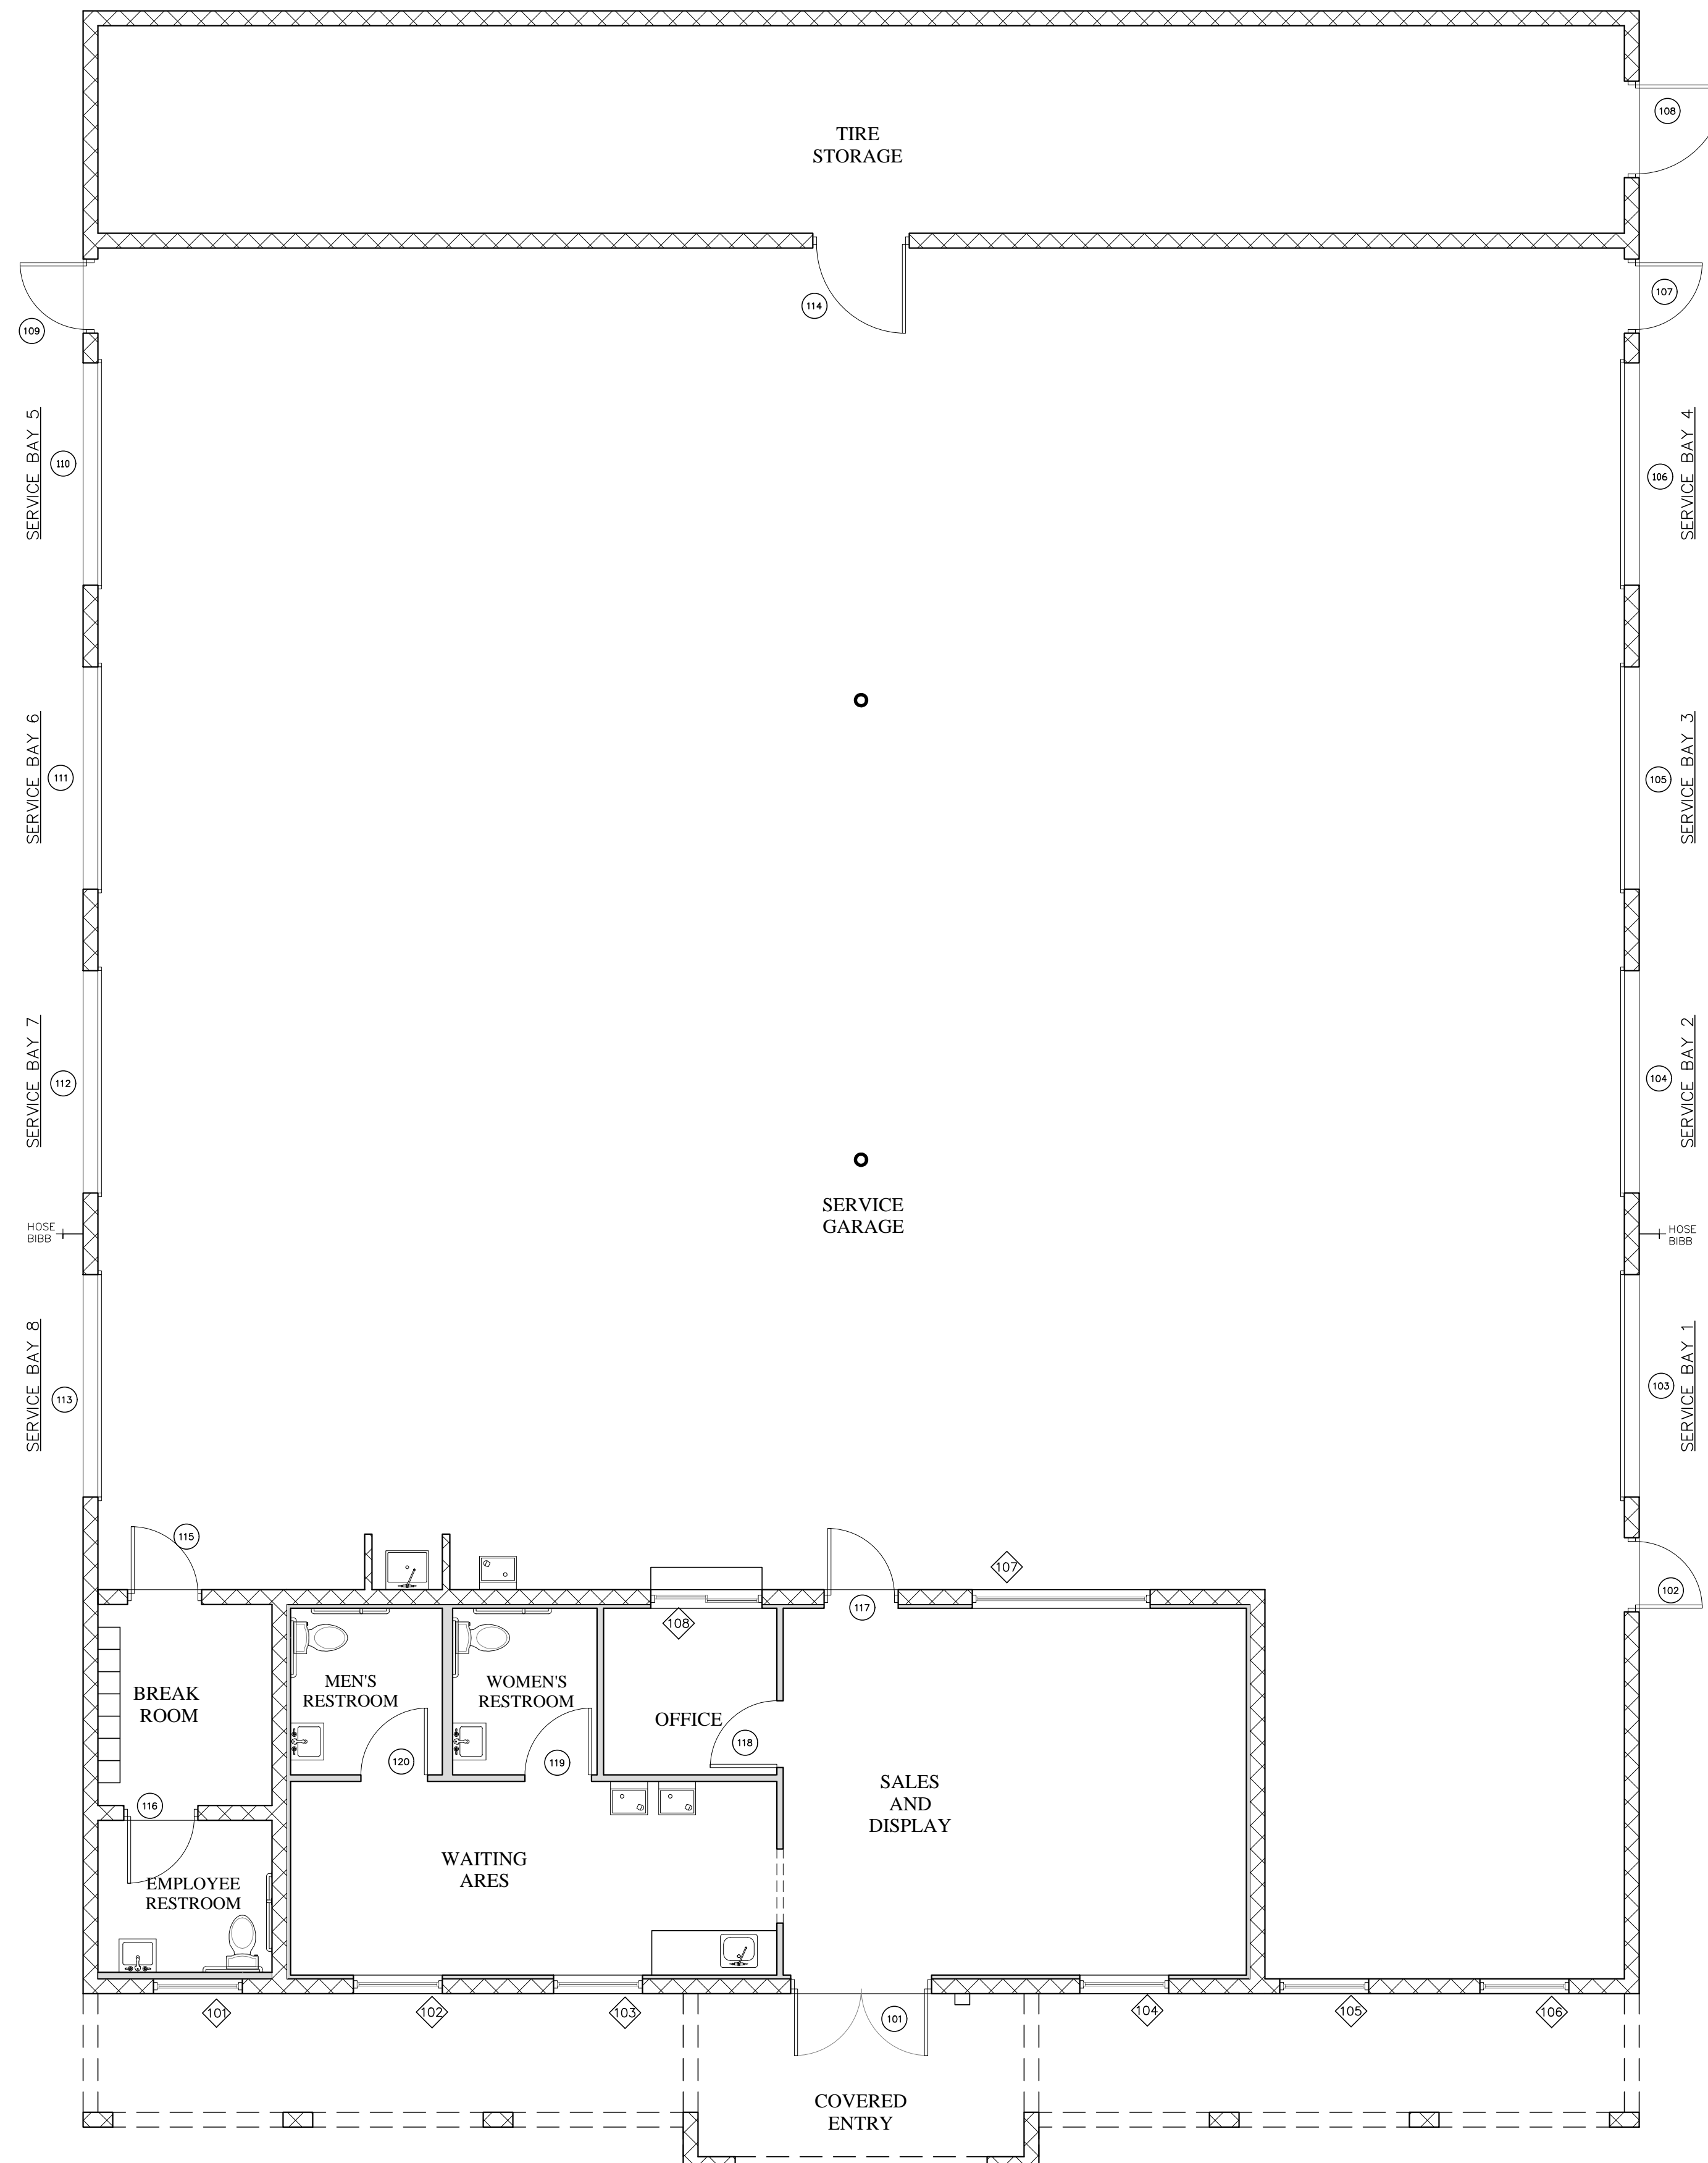 108
TIRE
STORAGE
107
114
109
SERVICE BAY 5
110
106
SERVICE BAY 4
SERVICE BAY 6
111
105
SERVICE BAY 3
SERVICE BAY 7
112
104
SERVICE BAY 2
SERVICE
GARAGE
HOSE
BIBB
HOSE
BIBB
SERVICE BAY 8
113
103
SERVICE BAY 1
115
107
102
117
108
MEN'S
RESTROOM
WOMEN'S
RESTROOM
BREAK
ROOM
OFFICE
118
120
119
SALES
AND
DISPLAY
116
WAITING
ARES
EMPLOYEE
RESTROOM
101
102
103
101
104
105
106
COVERED
ENTRY